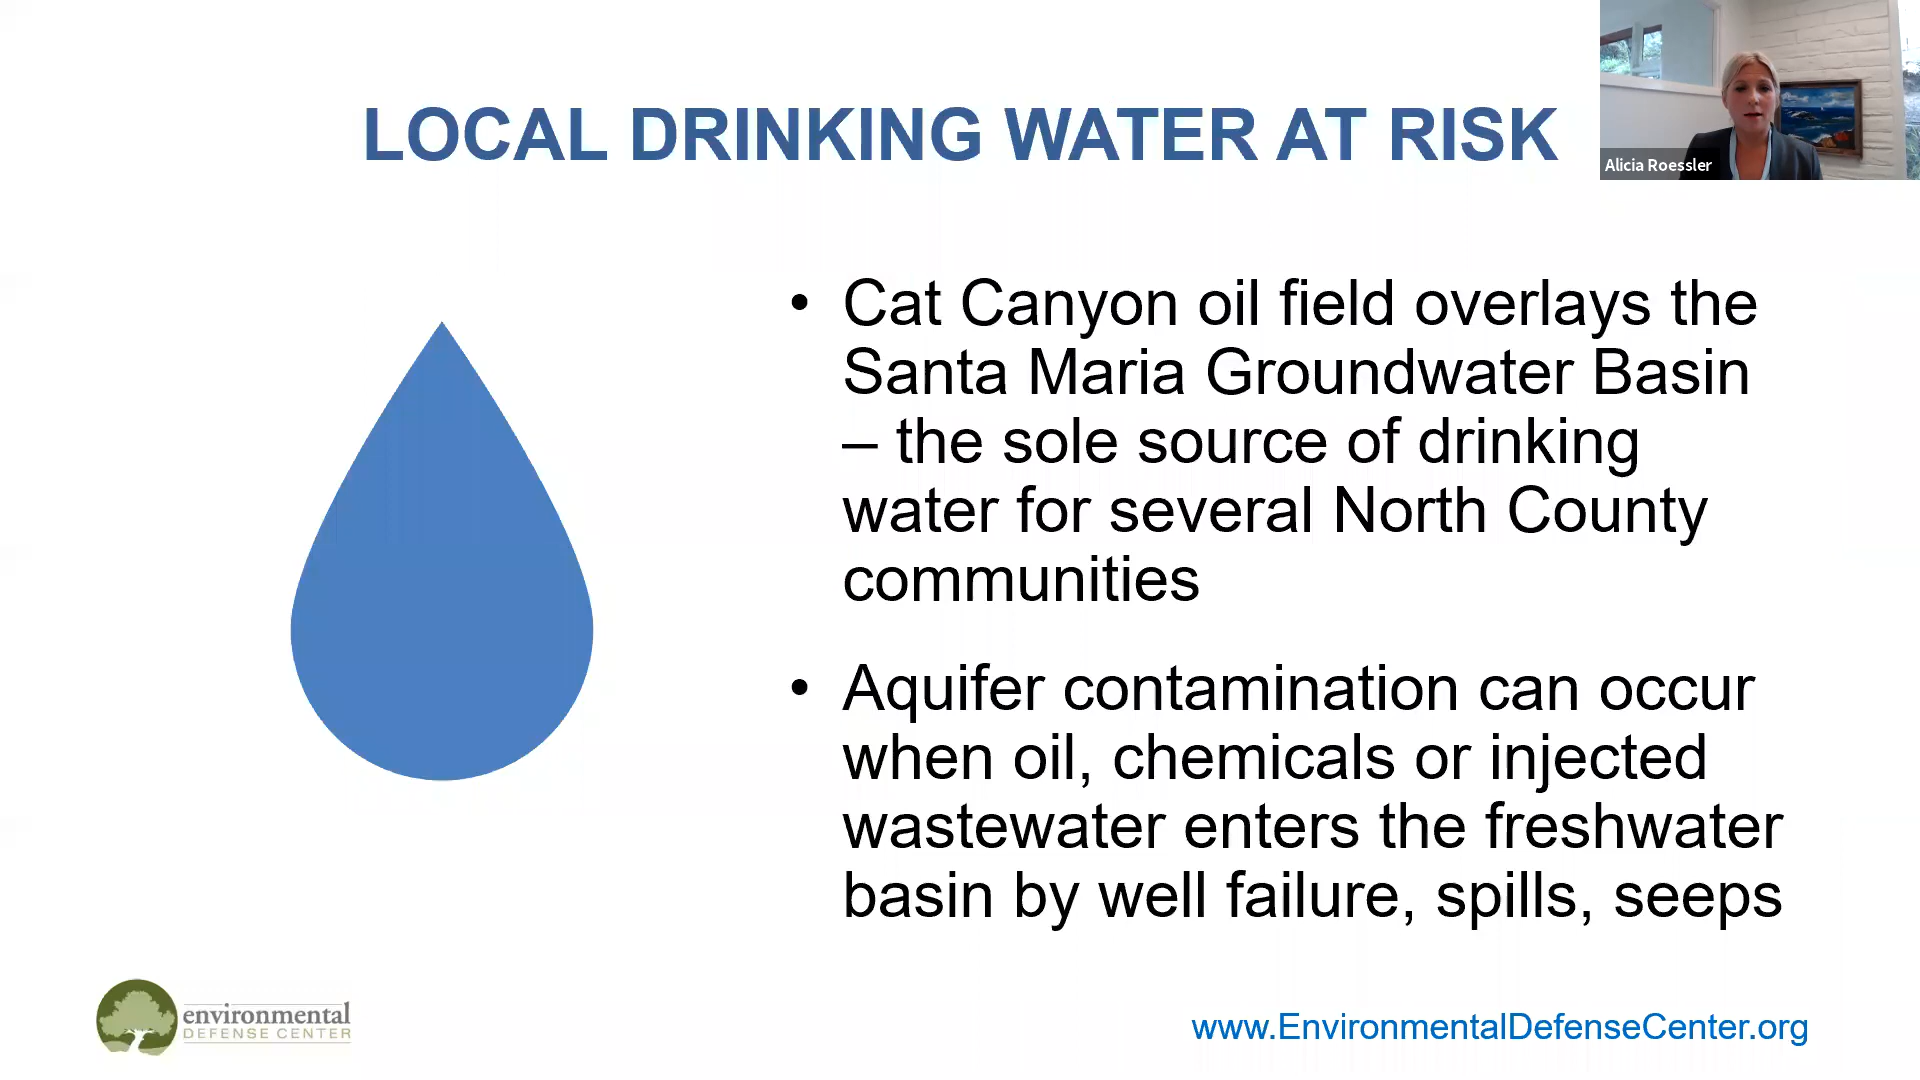 LOCAL DRINKING WATER AT RISK
Alicia Roessler
• Cat Canyon oil field overlays the
Santa Maria Groundwater Basin
– the sole source of drinking
water for several North County
communities
• Aquifer contamination can occur
when oil, chemicals or injected
wastewater enters the freshwater
basin by well failure, spills, seeps
environmental
DEFENSE CENTER
www.EnvironmentalDefenseCenter.org